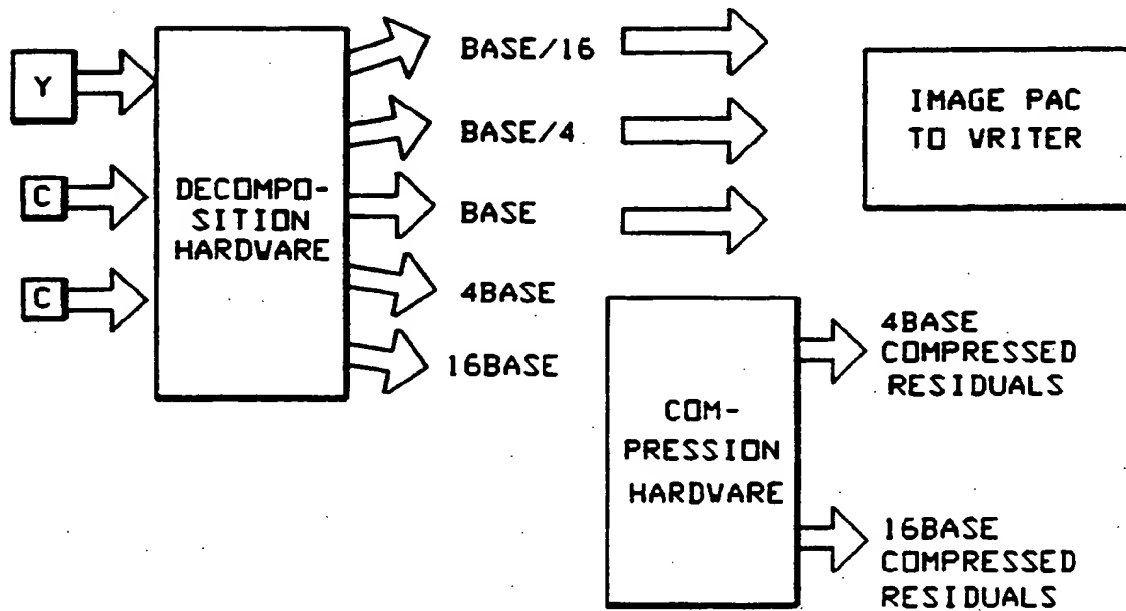 Y
C
C
DECOMPO-
SITION
HARDWARE
BASE/16
BASE/4
BASE
4BASE
16BASE
IMAGE PAC
TO WRITER
COM-
PRESSION
HARDWARE
4BASE
COMPRESSED
RESIDUALS
16BASE
COMPRESSED
RESIDUALS